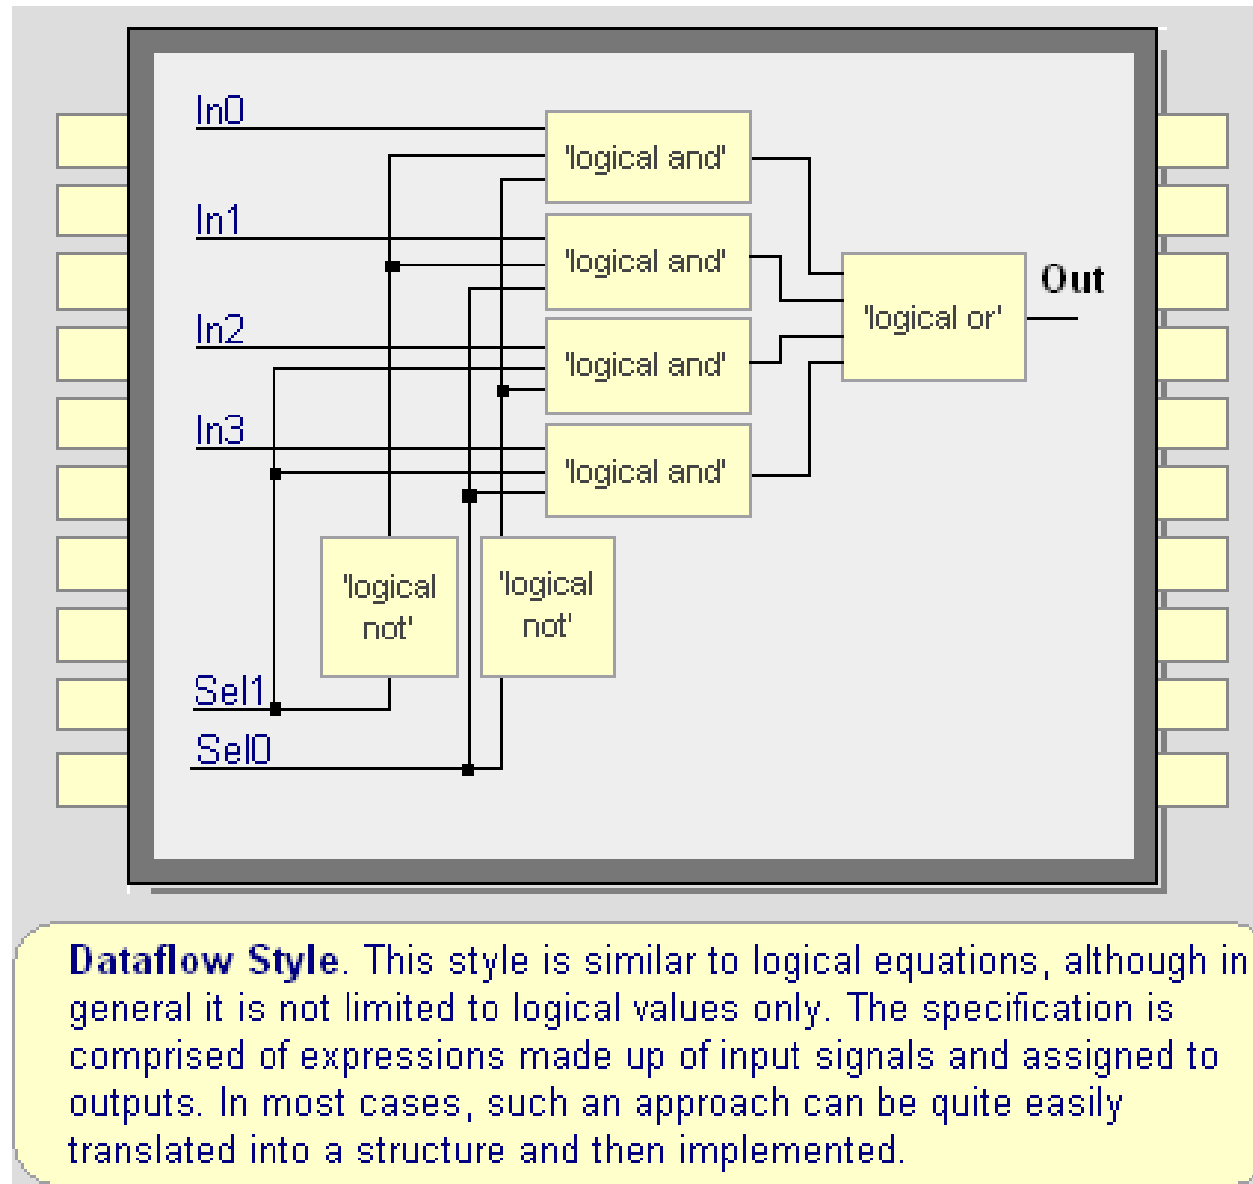 In0
'logical and'
In1
'logical and'
Out
'logical or'
In2
'logical and'
In3
'logical and'
'logical
not'
'logical
not'
Sel1
Sel0
Dataflow Style. This style is similar to logical equations, although in
general it is not limited to logical values only. The specification is
comprised of expressions made up of input signals and assigned to
outputs. In most cases, such an approach can be quite easily
translated into a structure and then implemented.